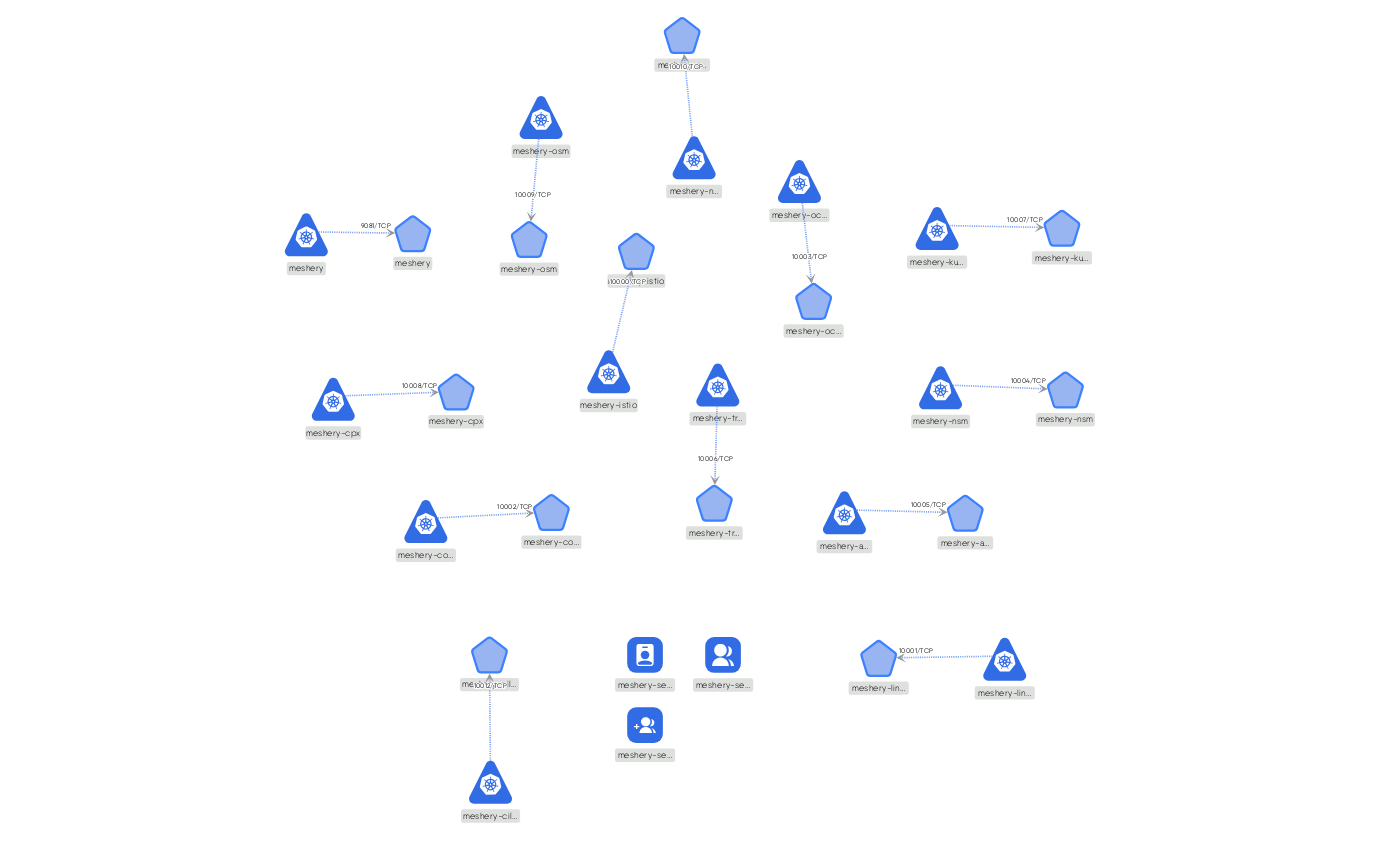 10010/TCP
meshery-osm
meshery-n...
10009/TCP
meshery-oc...
9081/TCP
10007/TCP
meshery
meshery
meshery-osm
10003/TCP
meshery-ku...
meshery-ku...
10000/TCP
istio
meshery-oc...
10008/TCP
10004/TCP
meshery-istio
meshery-cpx
meshery-cpx
meshery-tr...
meshery-nsm
meshery-nsm
10006/TCP
10002/TCP
10005/TCP
meshery-tr...
meshery-co...
meshery-co...
meshery-a...
meshery-a...
10001/TCP
10012/TCP
meshery-se...
meshery-se...
meshery-lin...
meshery-lin...
meshery-se...
meshery-cil...